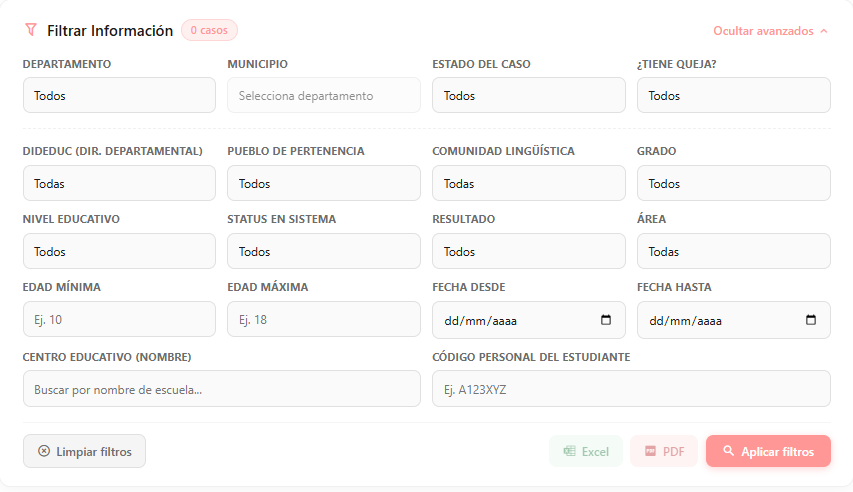 Filtrar Información 0 casos Ocultar avanzados
DEPARTAMENTO MUNICIPIO ESTADO DEL CASO ¿TIENE QUEJA?
Todos Selecciona departamento Todos Todos
DIDEDUC (DIR. DEPARTAMENTAL) PUEBLO DE PERTENENCIA COMUNIDAD LINGÜÍSTICA GRADO
Todas Todos Todas Todos
NIVEL EDUCATIVO STATUS EN SISTEMA RESULTADO ÁREA
Todos Todos Todos Todas
EDAD MÍNIMA EDAD MÁXIMA FECHA DESDE FECHA HASTA
Ej. 10 Ej. 18 dd/mm/aaaa dd/mm/aaaa
CENTRO EDUCATIVO (NOMBRE) CÓDIGO PERSONAL DEL ESTUDIANTE
Buscar por nombre de escuela... Ej. A123XYZ
Limpiar filtros Excel PDF Aplicar filtros